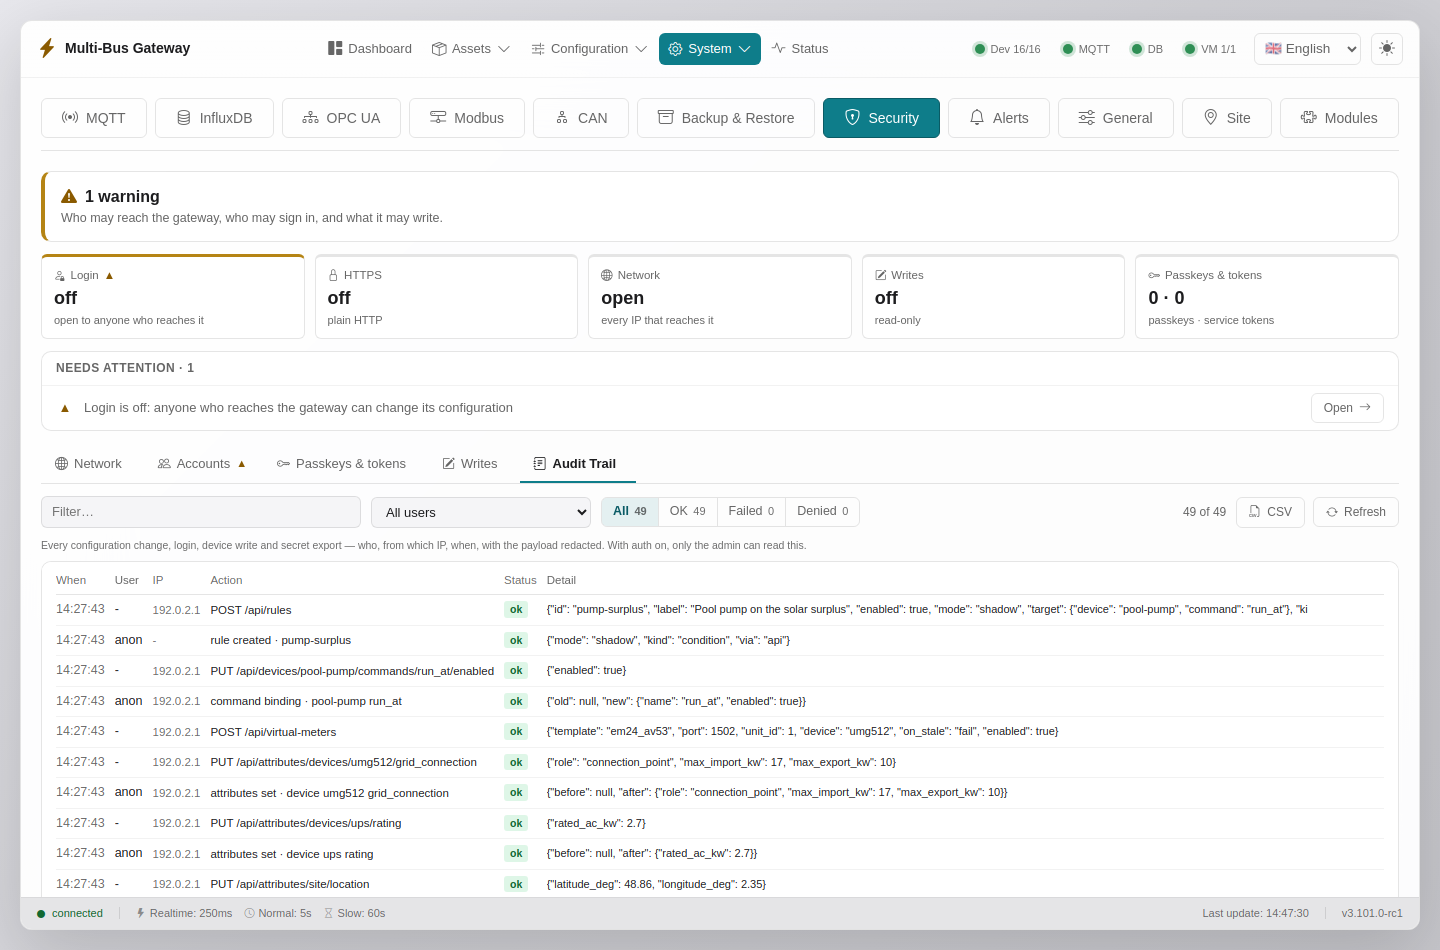 Multi-Bus Gateway
Dashboard Assets Configuration System Status
Dev 16/16 MQTT DB VM 1/1 English
MQTT InfluxDB OPC UA Modbus CAN Backup & Restore Security Alerts General Site Modules
1 warning
Who may reach the gateway, who may sign in, and what it may write.
Login ▲
off
open to anyone who reaches it
HTTPS
off
plain HTTP
Network
open
every IP that reaches it
Writes
off
read-only
Passkeys & tokens
0 · 0
passkeys · service tokens
NEEDS ATTENTION · 1
▲ Login is off: anyone who reaches the gateway can change its configuration Open →
Network Accounts ▲ Passkeys & tokens Writes Audit Trail
Filter… All users All 49 OK 49 Failed 0 Denied 0 49 of 49 CSV Refresh
Every configuration change, login, device write and secret export — who, from which IP, when, with the payload redacted. With auth on, only the admin can read this.
When User IP Action Status Detail
14:27:43 - 192.0.2.1 POST /api/rules ok {"id": "pump-surplus", "label": "Pool pump on the solar surplus", "enabled": true, "mode": "shadow", "target": {"device": "pool-pump", "command": "run_at"}, "ki
14:27:43 anon - rule created · pump-surplus ok {"mode": "shadow", "kind": "condition", "via": "api"}
14:27:43 - 192.0.2.1 PUT /api/devices/pool-pump/commands/run_at/enabled ok {"enabled": true}
14:27:43 anon 192.0.2.1 command binding · pool-pump run_at ok {"old": null, "new": {"name": "run_at", "enabled": true}}
14:27:43 - 192.0.2.1 POST /api/virtual-meters ok {"template": "em24_av53", "port": 1502, "unit_id": 1, "device": "umg512", "on_stale": "fail", "enabled": true}
14:27:43 - 192.0.2.1 PUT /api/attributes/devices/umg512/grid_connection ok {"role": "connection_point", "max_import_kw": 17, "max_export_kw": 10}
14:27:43 anon 192.0.2.1 attributes set · device umg512 grid_connection ok {"before": null, "after": {"role": "connection_point", "max_import_kw": 17, "max_export_kw": 10}}
14:27:43 - 192.0.2.1 PUT /api/attributes/devices/ups/rating ok {"rated_ac_kw": 2.7}
14:27:43 anon 192.0.2.1 attributes set · device ups rating ok {"before": null, "after": {"rated_ac_kw": 2.7}}
14:27:43 - 192.0.2.1 PUT /api/attributes/site/location ok {"latitude_deg": 48.86, "longitude_deg": 2.35}
connected Realtime: 250ms Normal: 5s Slow: 60s Last update: 14:47:30 v3.101.0-rc1